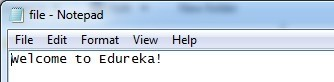 file - Notepad
File Edit Format View Help
Welcome to Edureka!